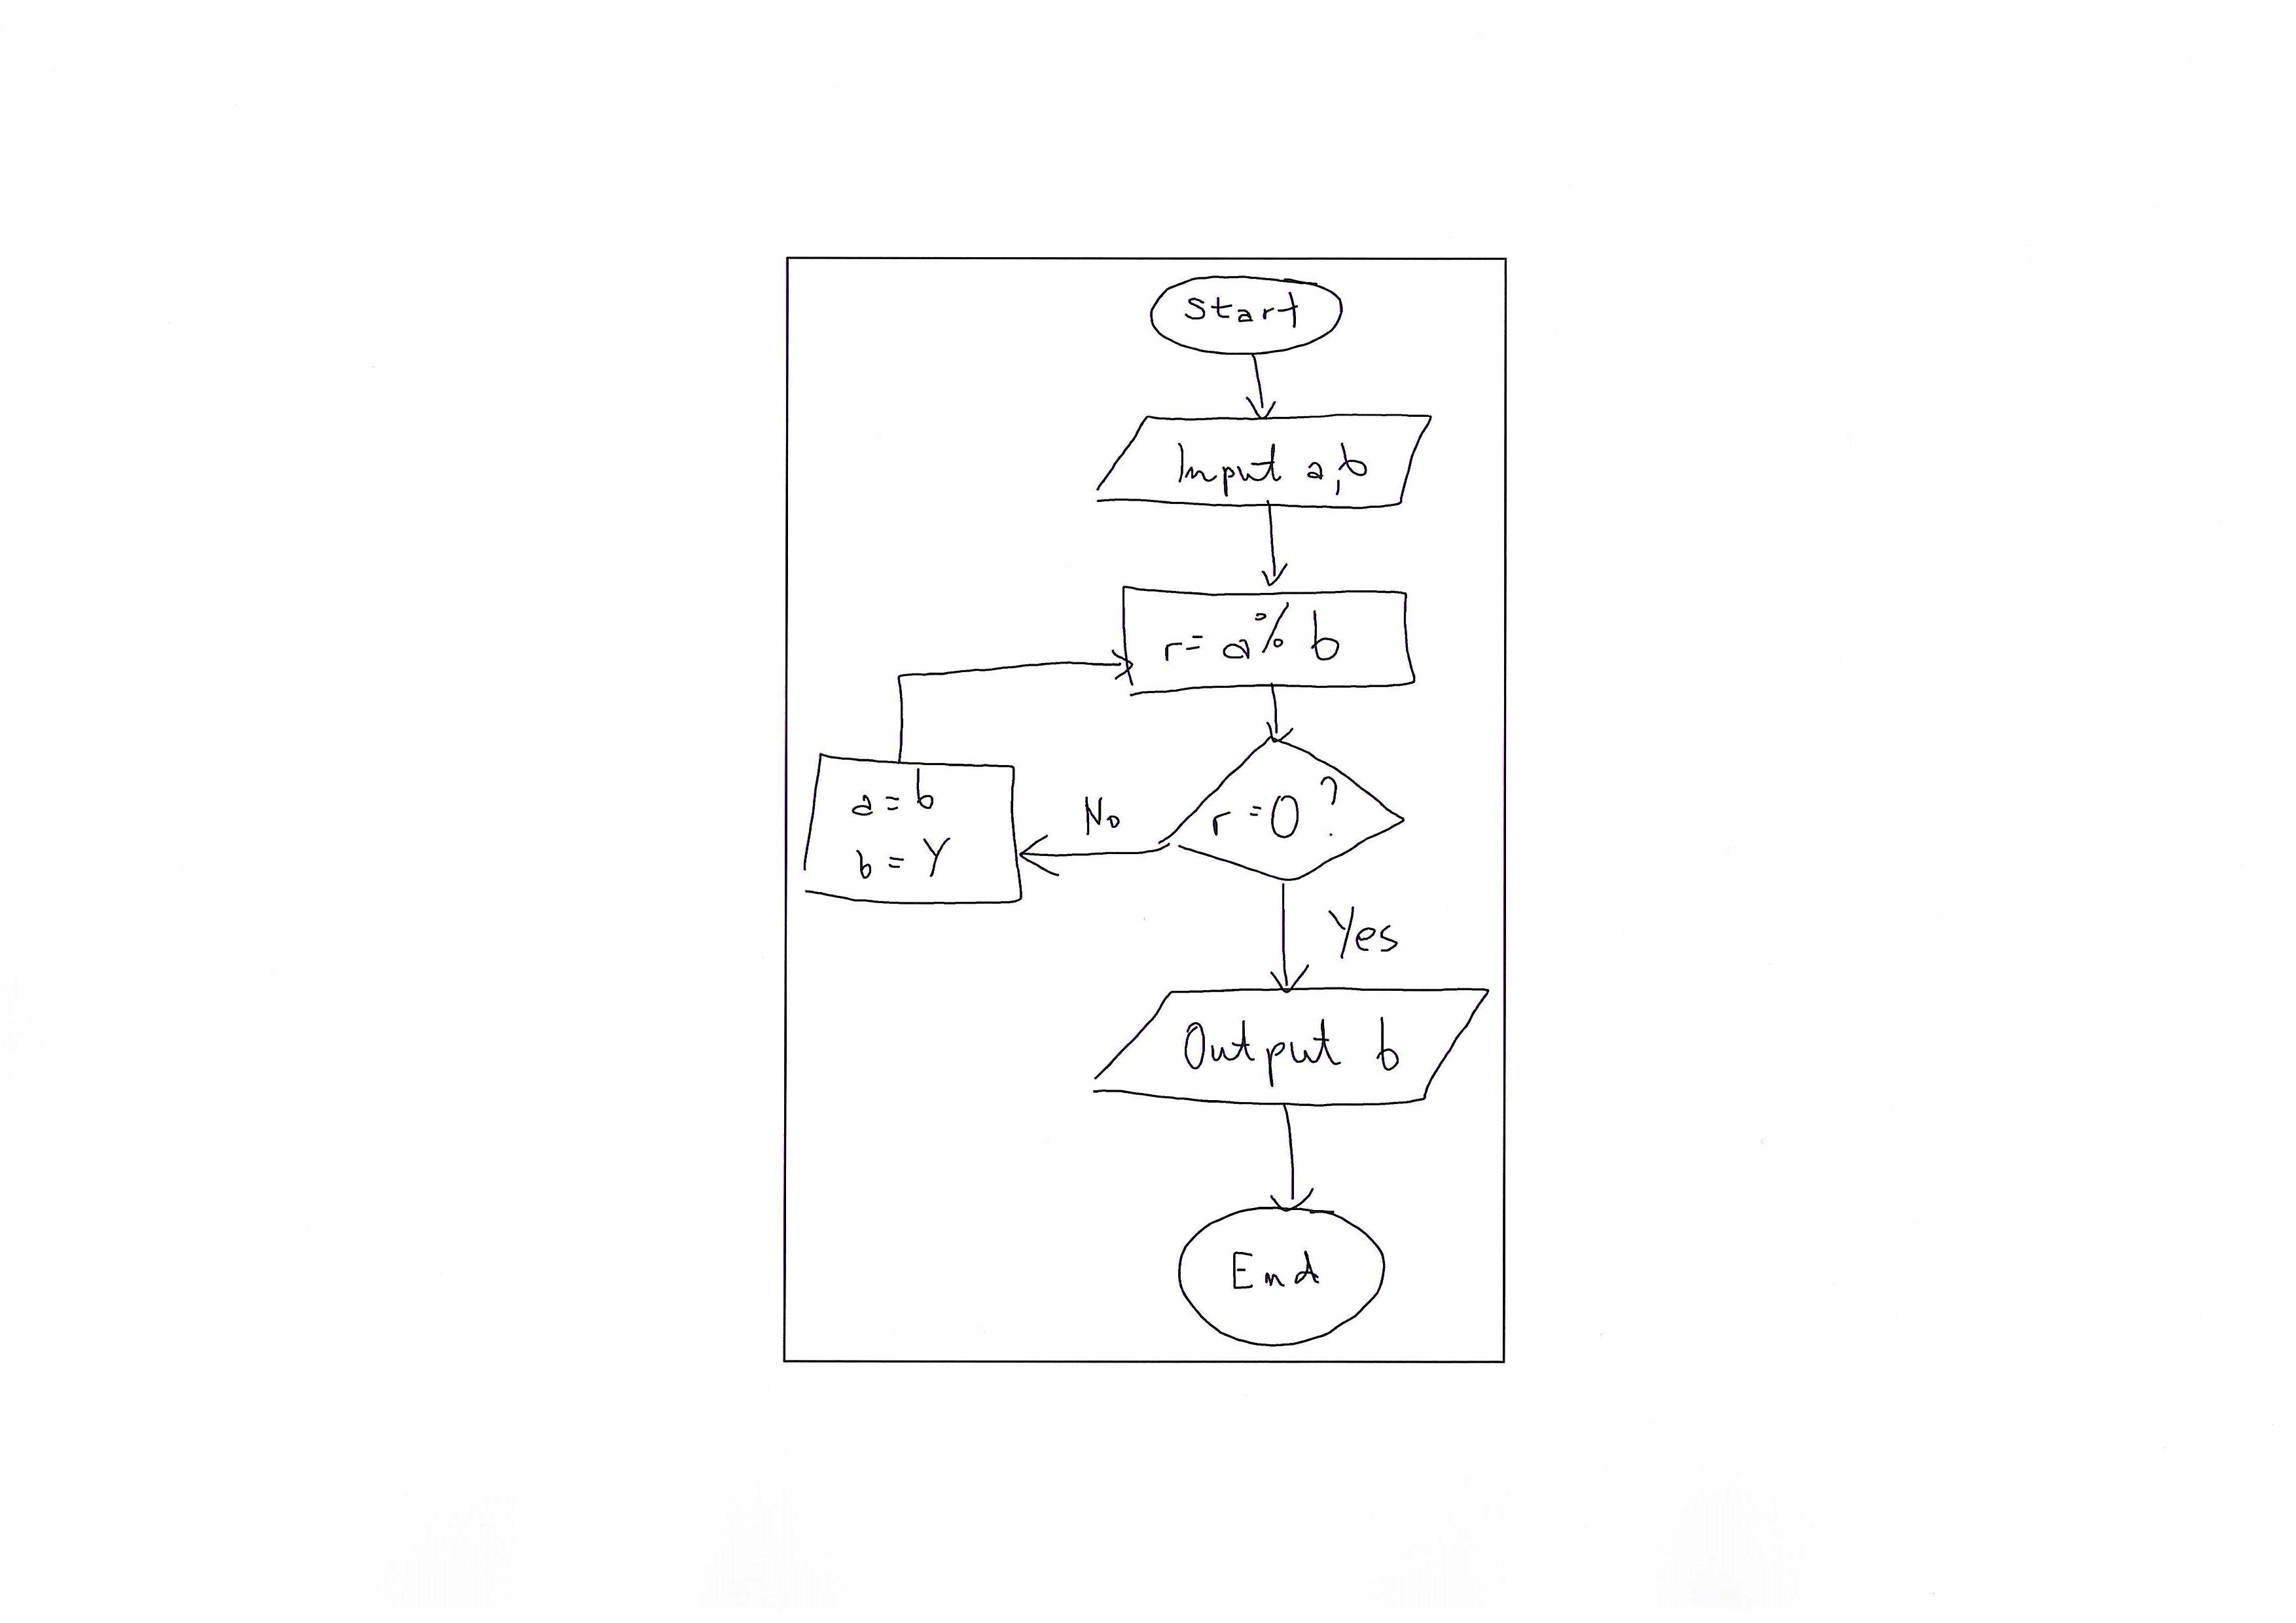 Start
Input a,b
r= a% b
r=0?
No
a=b
b=Y
Yes
Output b
End